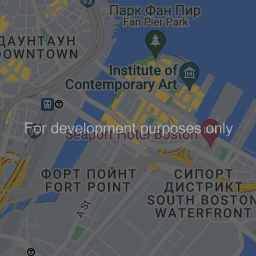 Парк Фан Пир
Fan Pier Park
ДАУНТАУН
DOWNTOWN
Institute of
Contemporary Art
For development purposes only
Seaport Hotel Boston
ФОРТ ПОЙНТ
FORT POINT
СИПОРТ
ДИСТРИКТ
SOUTH BOSTON
WATERFRONT
A St